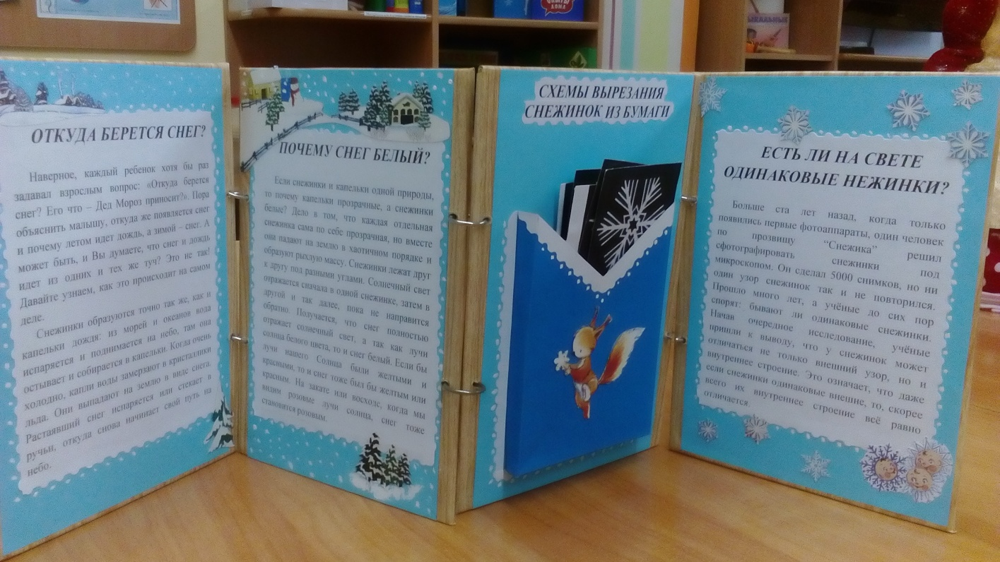 ОПЫТЫ
ДОМА
ОТКУДА БЕРЕТСЯ СНЕГ?
Наверное, каждый ребенок хотя бы раз
задавал взрослым вопрос: «Откуда берется
снег? Его что – Дед Мороз приносит?». Пора
объяснить малышу, откуда же появляется снег
и почему летом идет дождь, а зимой – снег. А
может быть, и Вы думаете, что снег и дождь
идет из одних и тех же туч? Это не так!
Давайте узнаем, как это происходит на самом
деле.
Снежинки образуются точно так же, как и
капельки дождя: из морей и океанов вода
испаряется и поднимается на небо, там она
остывает и собирается в капельки. Когда очень
холодно, капли воды замерзают в кристаллики
льда. Они выпадают на землю в виде снега.
Растаявший снег испаряется или стекает в
ручьи, откуда снова начинает свой путь на
небо.
ПОЧЕМУ СНЕГ БЕЛЫЙ?
Если снежинки и капельки одной природы,
то почему капельки прозрачные, а снежинки
белые? Дело в том, что каждая отдельная
снежинка сама по себе прозрачная, но вместе
они падают на землю в хаотичном порядке и
образуют рыхлую массу. Снежинки лежат друг
к другу под разными углами. Солнечный свет
отражается сначала в одной снежинке, затем в
другой и так далее, пока не направится
обратно. Получается, что снег полностью
отражает солнечный свет, а так как лучи
солнца белого цвета, то и снег белый. Если бы
лучи нашего Солнца были желтыми и
красными, то и снег тоже был бы желтым или
красным. На закате или восходе, когда мы
видим розовые лучи солнца, снег тоже
становится розовым.
СХЕМЫ ВЫРЕЗАНИЯ
СНЕЖИНОК ИЗ БУМАГИ
ЕСТЬ ЛИ НА СВЕТЕ
ОДИНАКОВЫЕ НЕЖИНКИ?
Больше ста лет назад, когда только
появились первые фотоаппараты, один человек
по прозвищу “Снежика” решил
сфотографировать снежинки под
микроскопом. Он сделал 5000 снимков, но ни
один узор снежинок так и не повторился.
Прошло много лет, а учёные до сих пор
спорят: бывают ли одинаковые снежинки.
Начав очередное исследование, учёные
пришли к выводу, что у снежинок может
отличаться не только внешний узор, но и
внутреннее строение. Это означает, что даже
если снежинки одинаковые внешне, то, скорее
всего их внутреннее строение всё равно
отличается.